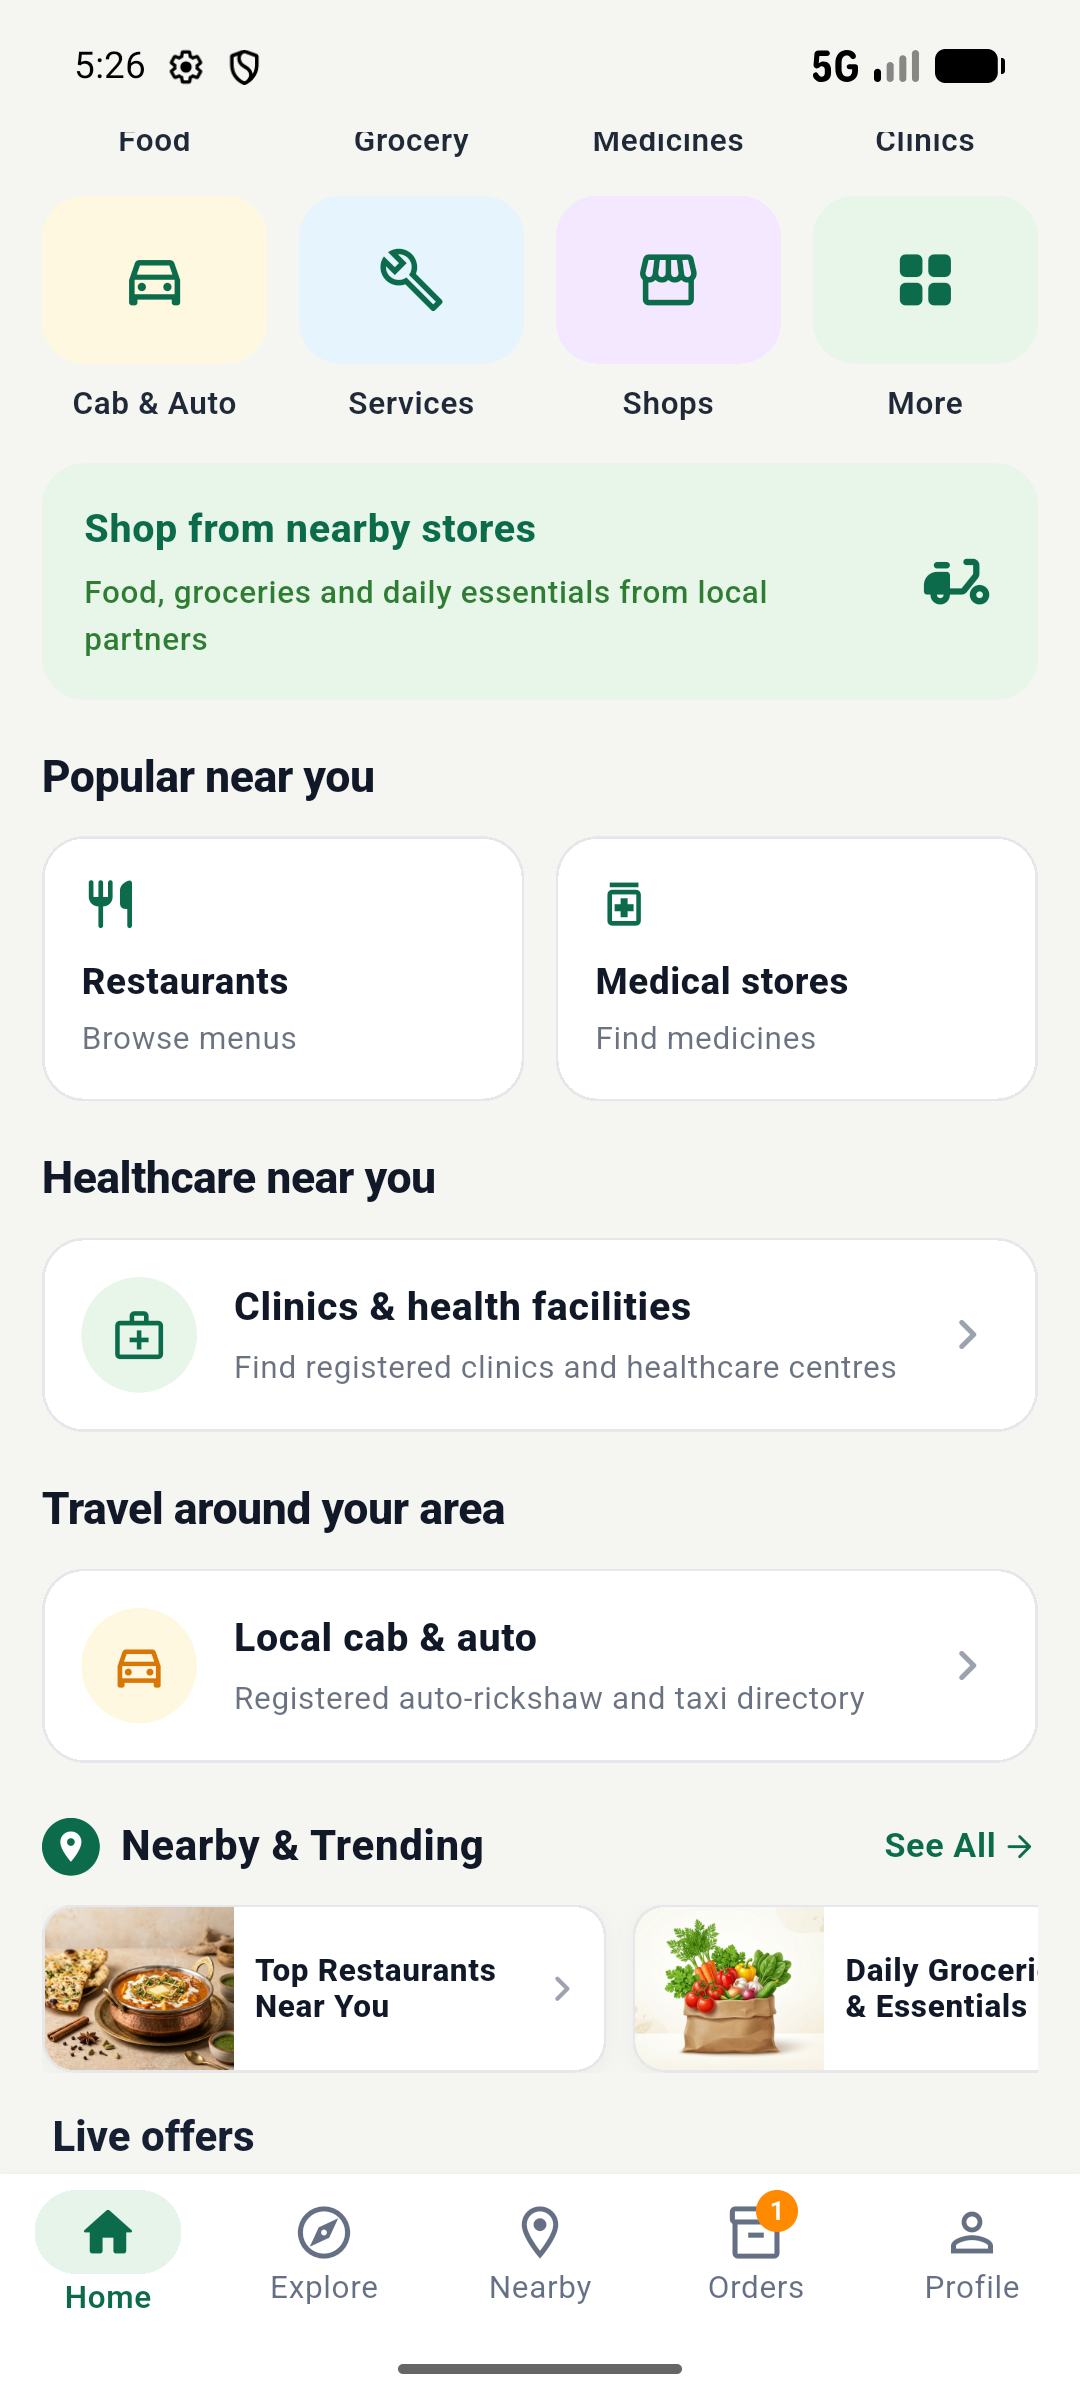 5:26
5G
Food
Grocery
Medicines
Clinics
Cab & Auto
Services
Shops
More
Shop from nearby stores
Food, groceries and daily essentials from local
partners
Popular near you
Restaurants
Browse menus
Medical stores
Find medicines
Healthcare near you
Clinics & health facilities
Find registered clinics and healthcare centres
Travel around your area
Local cab & auto
Registered auto-rickshaw and taxi directory
Nearby & Trending
See All
Top Restaurants
Near You
Daily Groceri
& Essentials
Live offers
1
Home
Explore
Nearby
Orders
Profile